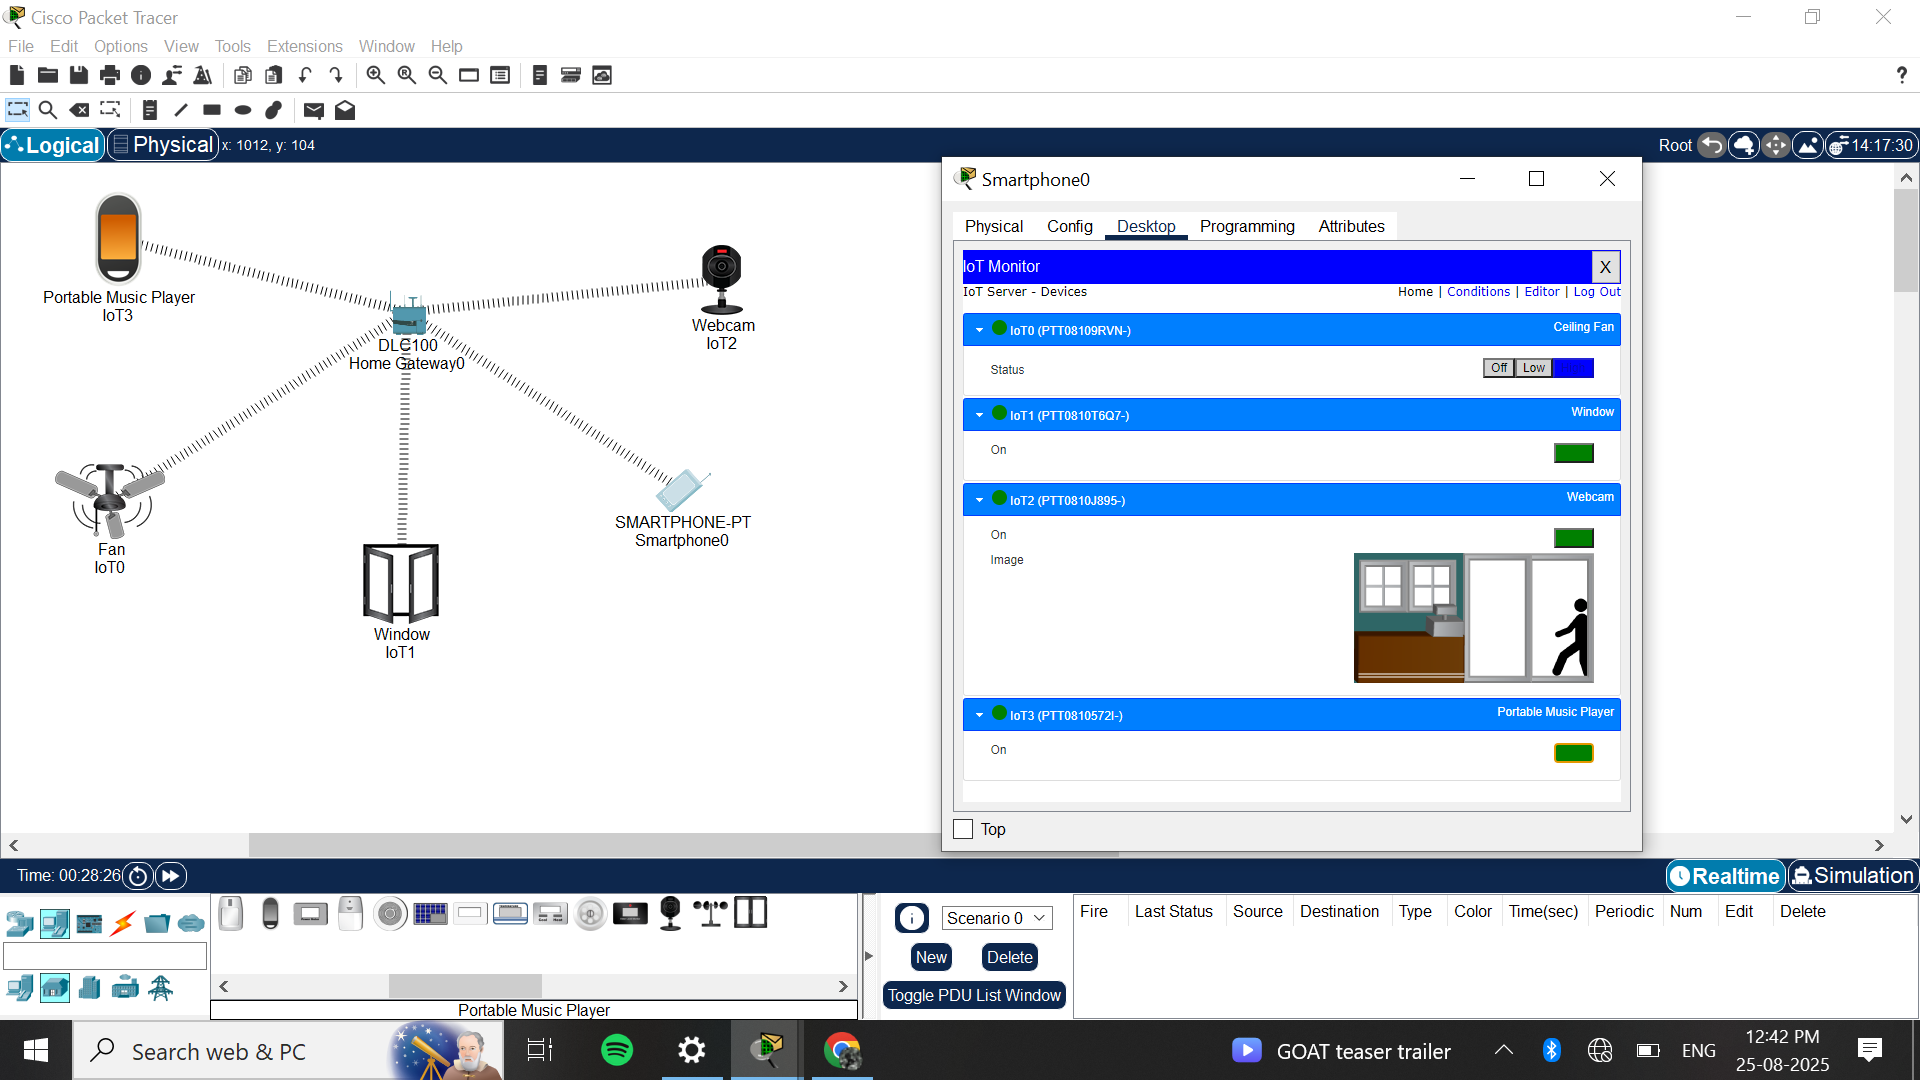 Cisco Packet Tracer
File Edit Options View Tools Extensions Window Help
?
Logical Physical x: 1012, y: 104
Root 14:17:30
Portable Music Player
IoT3
DLC100
Home Gateway0
Webcam
IoT2
Fan
IoT0
SMARTPHONE-PT
Smartphone0
Window
IoT1
Smartphone0
Physical Config Desktop Programming Attributes
IoT Monitor X
IoT Server - Devices Home | Conditions | Editor | Log Out
IoT0 (PTT08109RVN-) Ceiling Fan
Status Off Low
IoT1 (PTT0810T6Q7-) Window
On
IoT2 (PTT0810J895-) Webcam
On
Image
IoT3 (PTT0810572I-) Portable Music Player
On
Top
Time: 00:28:26
Realtime Simulation
Scenario 0
New Delete
Toggle PDU List Window
Fire Last Status Source Destination Type Color Time(sec) Periodic Num Edit Delete
Portable Music Player
Search web & PC
GOAT teaser trailer
ENG
12:42 PM
25-08-2025